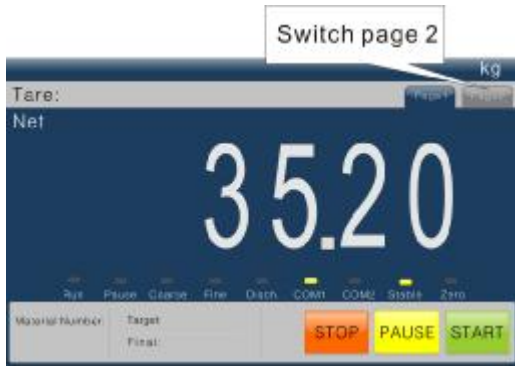 Switch page 2
kg
Tare:
Page1
Net
35.20
Run Pause Coarse Fine Disch. COM1 COM2 Stable Zero
Material Number: Target
Final:
STOP PAUSE START